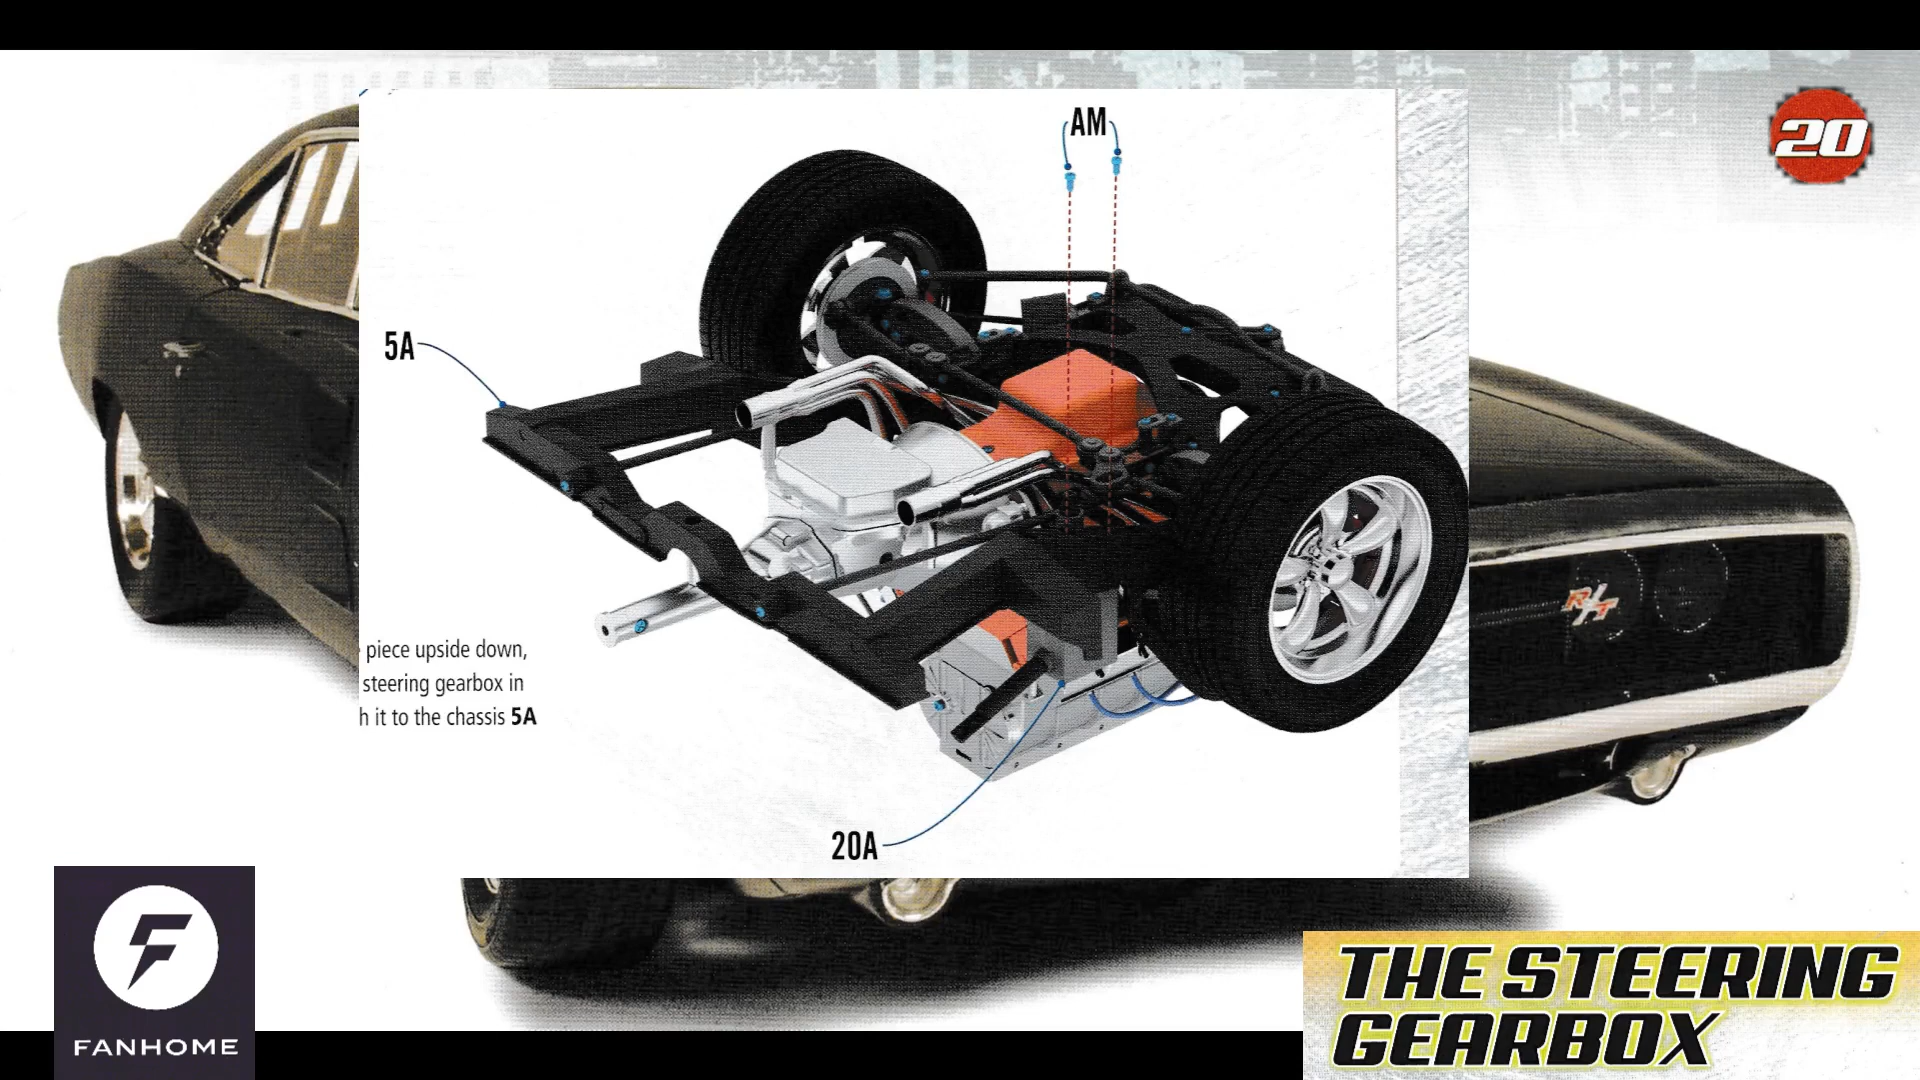 AM
20
5A
piece upside down,
steering gearbox in
h it to the chassis 5A
R/T
20A
F
FANHOME
THE STEERING
GEARBOX